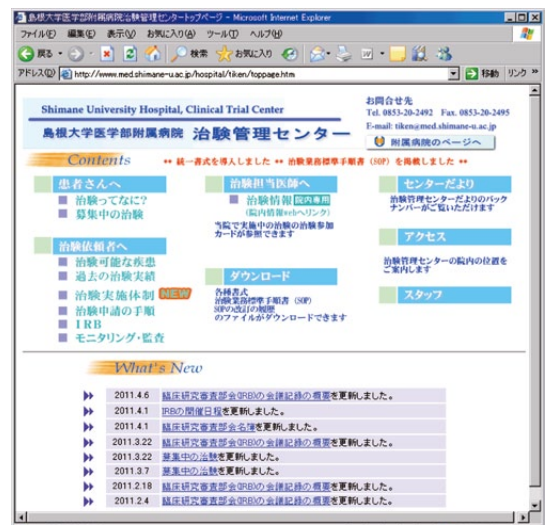 島根大学医学部附属病院治験管理センタートップページ - Microsoft Internet Explorer
ファイル(F) 編集(E) 表示(V) お気に入り(A) ツール(T) ヘルプ(H)
戻る 検索 お気に入り
アドレス(D) http://www.med.shimane-u.ac.jp/hospital/tiken/toppage.htm 移動 リンク »
Shimane University Hospital, Clinical Trial Center
島根大学医学部附属病院 治験管理センター
お問合せ先
Tel. 0853-20-2492 Fax. 0853-20-2495
E-mail: tiken@med.shimane-u.ac.jp
附属病院のページへ
Contents
** 統一書式を導入しました ** 治験業務標準手順書 (SOP) を掲載しました **
患者さんへ
治験ってなに?
募集中の治験
治験依頼者へ
治験可能な疾患
過去の治験実績
治験実施体制 NEW
治験申請の手順
IRB
モニタリング・監査
治験担当医師へ
治験情報 院内専用
(院内情報webへリンク)
当院で実施中の治験の治験参加
カードが参照できます
ダウンロード
各種書式
治験業務標準手順書 (SOP)
SOPの改訂の履歴
のファイルがダウンロードできます
センターだより
治験管理センターだよりのバック
ナンバーがご覧いただけます
アクセス
治験管理センターの院内の位置を
ご案内します
スタッフ
What's New
2011.4.6 臨床研究審査部会(IRB)の会議記録の概要を更新しました。
2011.4.1 IRBの開催日程を更新しました。
2011.4.1 臨床研究審査部会名簿を更新しました。
2011.3.22 臨床研究審査部会(IRB)の会議記録の概要を更新しました。
2011.3.22 募集中の治験を更新しました。
2011.3.7 募集中の治験を更新しました。
2011.2.18 臨床研究審査部会(IRB)の会議記録の概要を更新しました。
2011.2.4 臨床研究審査部会(IRB)の会議記録の概要を更新しました。